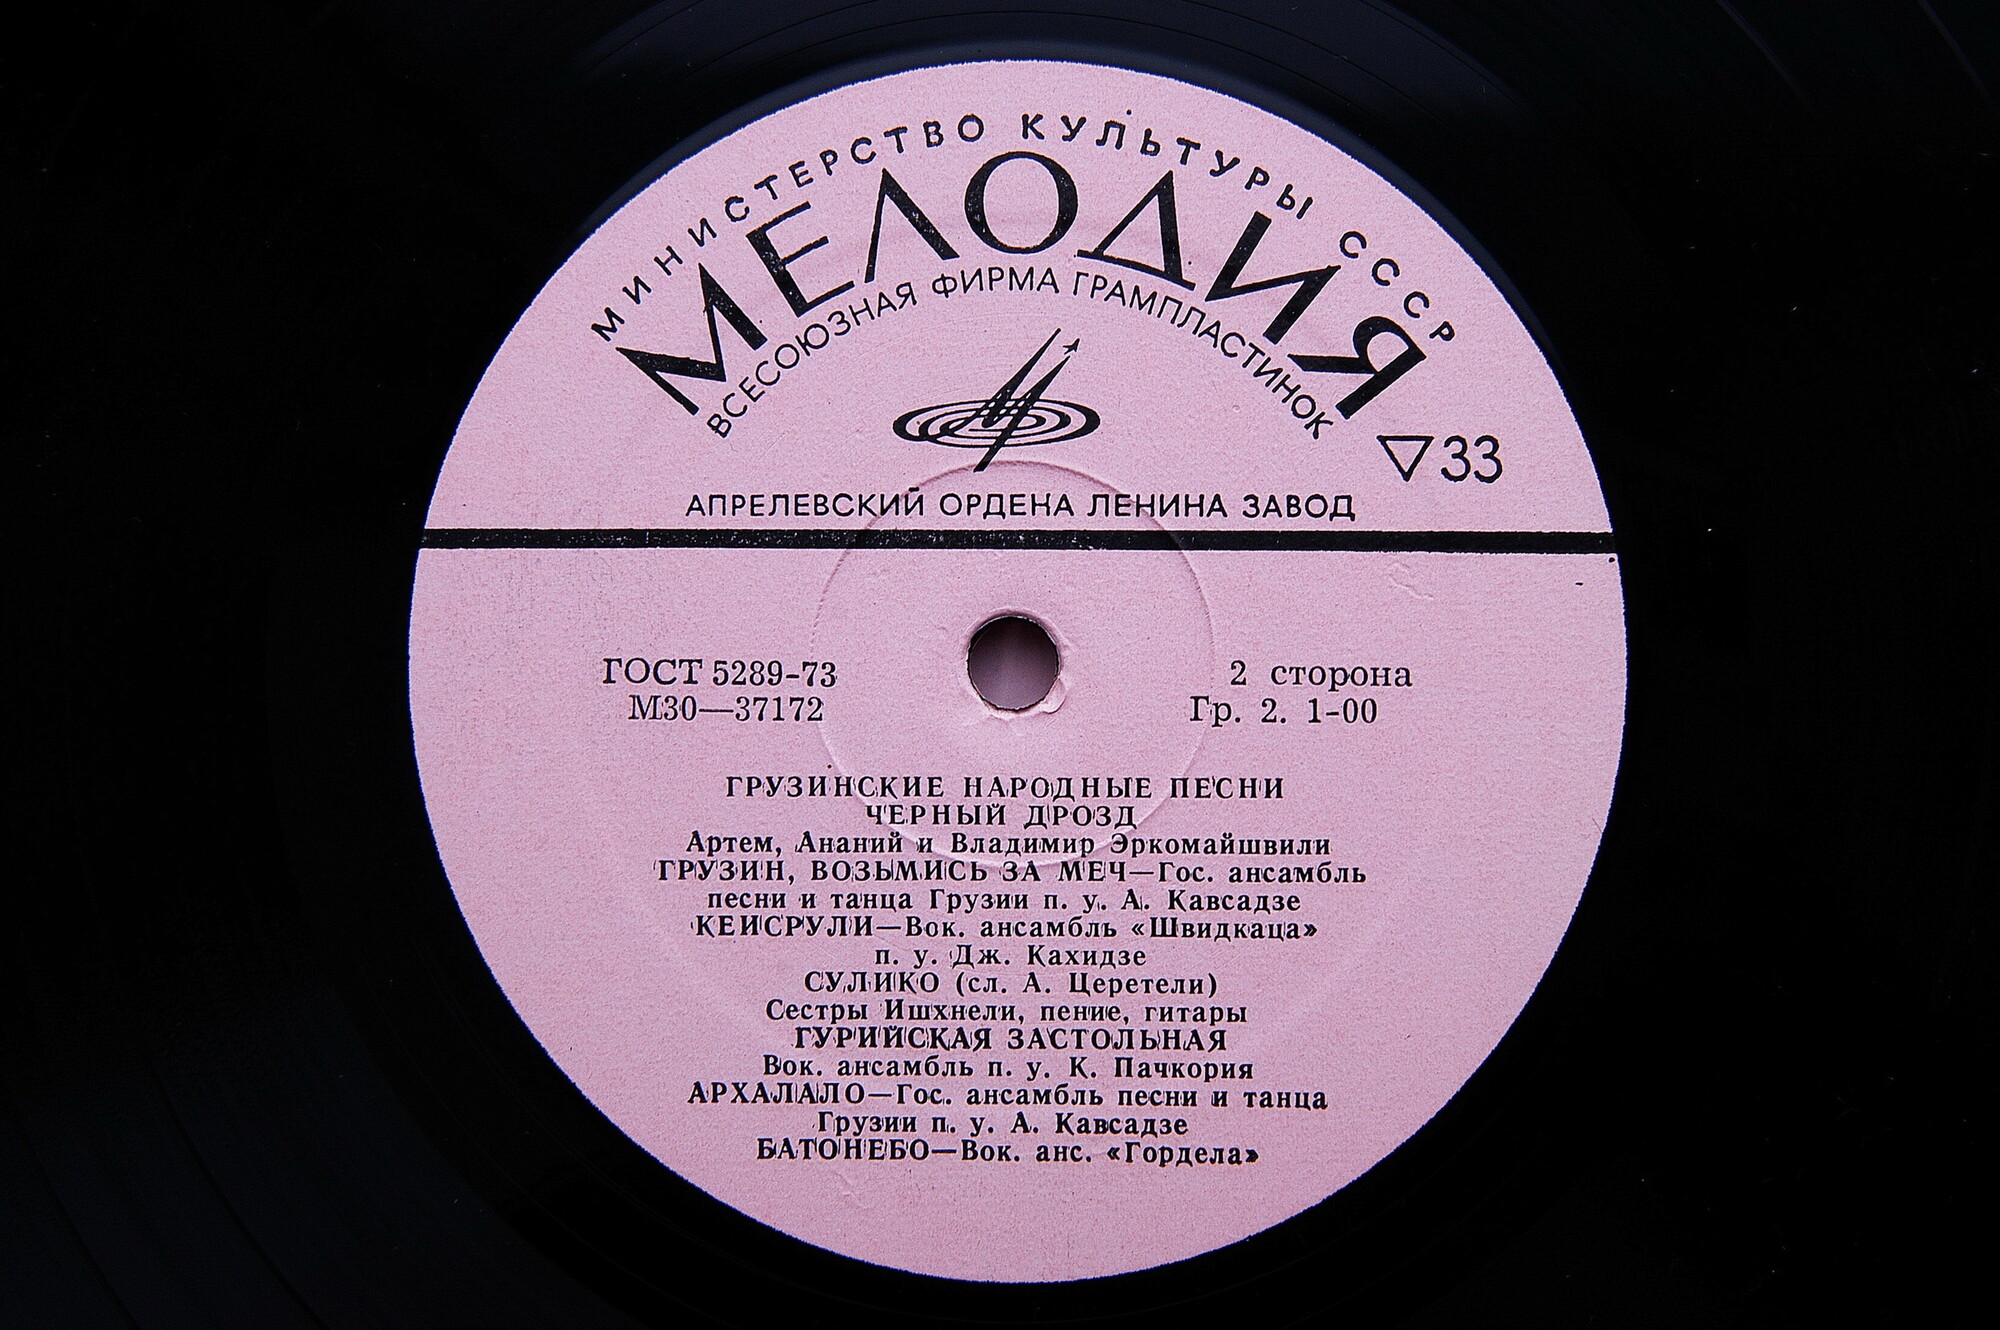 МИНИСТЕРСТВО КУЛЬТУРЫ СССР
МЕЛОДИЯ
ВСЕСОЮЗНАЯ ФИРМА ГРАМПЛАСТИНОК
33
АПРЕЛЕВСКИЙ ОРДЕНА ЛЕНИНА ЗАВОД
ГОСТ 5289-73
М30—37172
2 сторона
Гр. 2. 1-00
ГРУЗИНСКИЕ НАРОДНЫЕ ПЕСНИ
ЧЕРНЫЙ ДРОЗД
Артем, Ананий и Владимир Эркомайшвили
ГРУЗИН, ВОЗЬМИСЬ ЗА МЕЧ—Гос. ансамбль
песни и танца Грузии п. у. А. Кавсадзе
КЕИСРУЛИ—Вок. ансамбль «Швидкаца»
п. у. Дж. Кахидзе
СУЛИКО (сл. А. Церетели)
Сестры Ишхнели, пение, гитары
ГУРИЙСКАЯ ЗАСТОЛЬНАЯ
Вок. ансамбль п. у. К. Пачкория
АРХАЛАЛО—Гос. ансамбль песни и танца
Грузии п. у. А. Кавсадзе
БАТОНЕБО—Вок. анс. «Гордела»